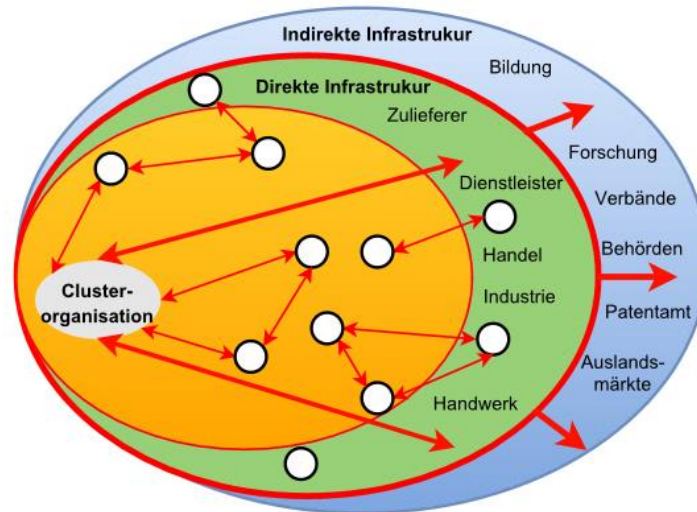 Indirekte Infrastrukur
Bildung
Direkte Infrastrukur
Zulieferer
Forschung
Dienstleister
Verbände
Handel
Behörden
Cluster-
organisation
Industrie
Patentamt
Auslands-
märkte
Handwerk